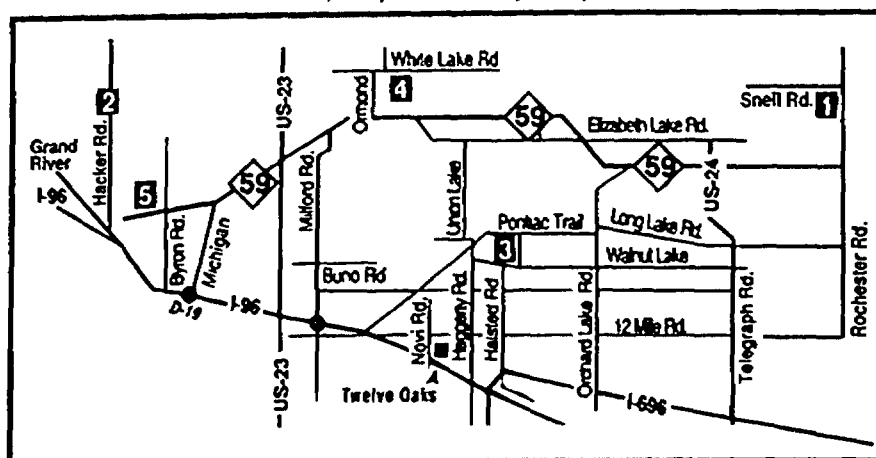 White Lake Rd
4
Ormond
US-23
2
Hacker Rd.
Snell Rd.
1
59
Elizabeth Lake Rd.
59
US-24
Grand
River
I-96
5
59
Byron Rd.
Michigan
Milford Rd.
Union Lake
Pontiac Trail
Long Lake Rd.
3
Walnut Lake
Buno Rd
D-19
I-96
Novi Rd.
Haggerty Rd.
Halsted Rd
Orchard Lake Rd
12 Mile Rd.
Telegraph Rd.
Rochester Rd.
US-23
Twelve Oaks
I-696